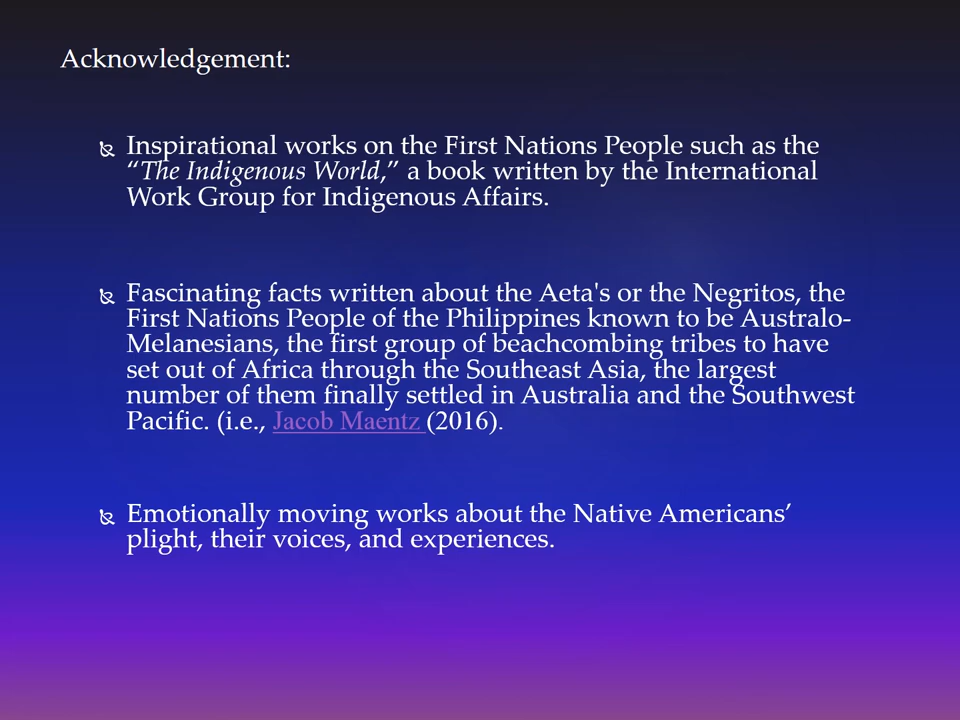 Acknowledgement:
Inspirational works on the First Nations People such as the
“The Indigenous World,” a book written by the International
Work Group for Indigenous Affairs.
Fascinating facts written about the Aeta's or the Negritos, the
First Nations People of the Philippines known to be Australo-
Melanesians, the first group of beachcombing tribes to have
set out of Africa through the Southeast Asia, the largest
number of them finally settled in Australia and the Southwest
Pacific. (i.e., Jacob Maentz (2016).
Emotionally moving works about the Native Americans’
plight, their voices, and experiences.